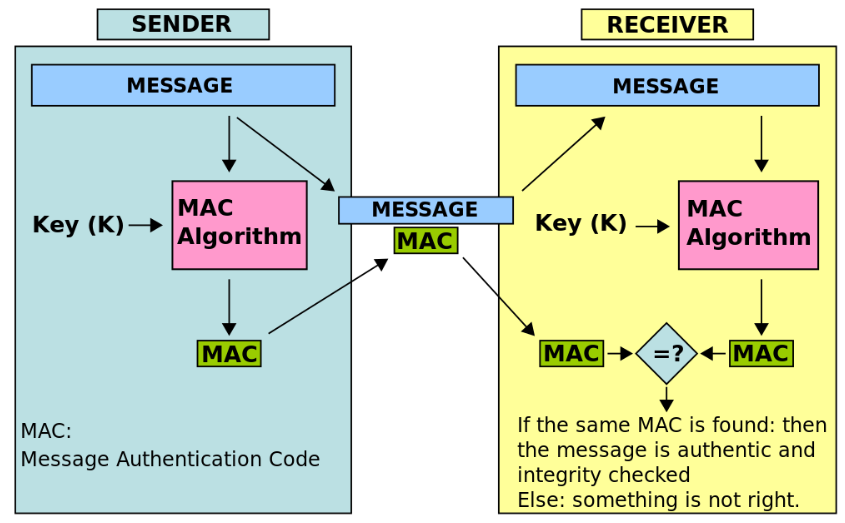 SENDER
MESSAGE
Key (K)
MAC
Algorithm
MAC
MAC:
Message Authentication Code
MESSAGE
MAC
RECEIVER
MESSAGE
Key (K)
MAC
Algorithm
MAC
=?
MAC
If the same MAC is found: then
the message is authentic and
integrity checked
Else: something is not right.